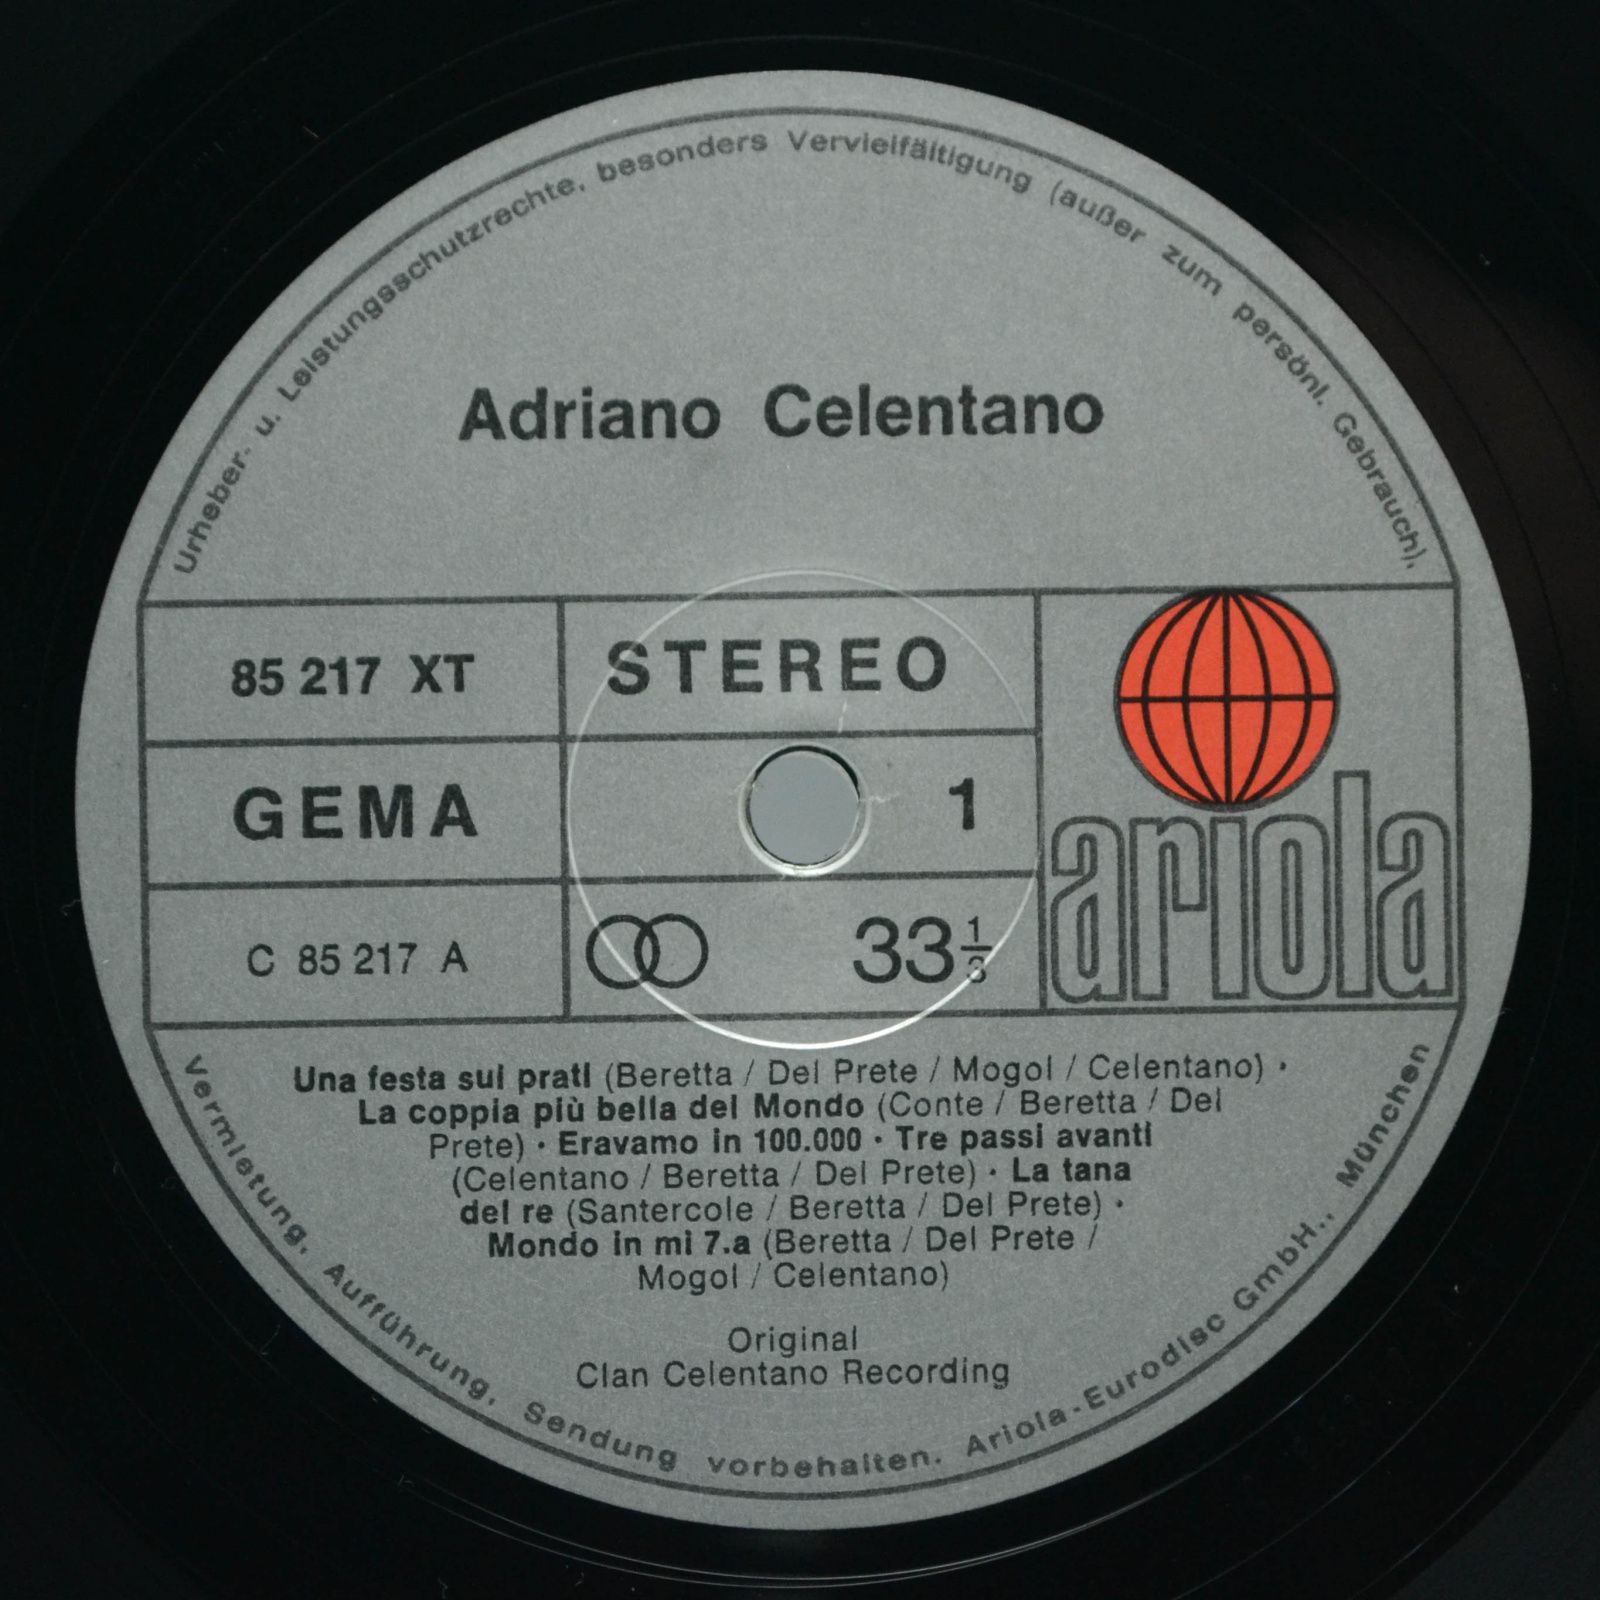 Urheber- u. Leistungsschutzrechte, besonders Vervielfältigung (außer zum persönl. Gebrauch),
Adriano Celentano
85 217 XT
STEREO
GEMA
1
C 85 217 A
33 1/3
ariola
Una festa sui prati (Beretta / Del Prete / Mogol / Celentano) ·
La coppia più bella del Mondo (Conte / Beretta / Del
Prete) · Eravamo in 100.000 · Tre passi avanti
(Celentano / Beretta / Del Prete) · La tana
del re (Santercole / Beretta / Del Prete) ·
Mondo in mi 7.a (Beretta / Del Prete /
Mogol / Celentano)
Original
Clan Celentano Recording
Vermietung, Aufführung, Sendung vorbehalten. Ariola-Eurodisc GmbH., München